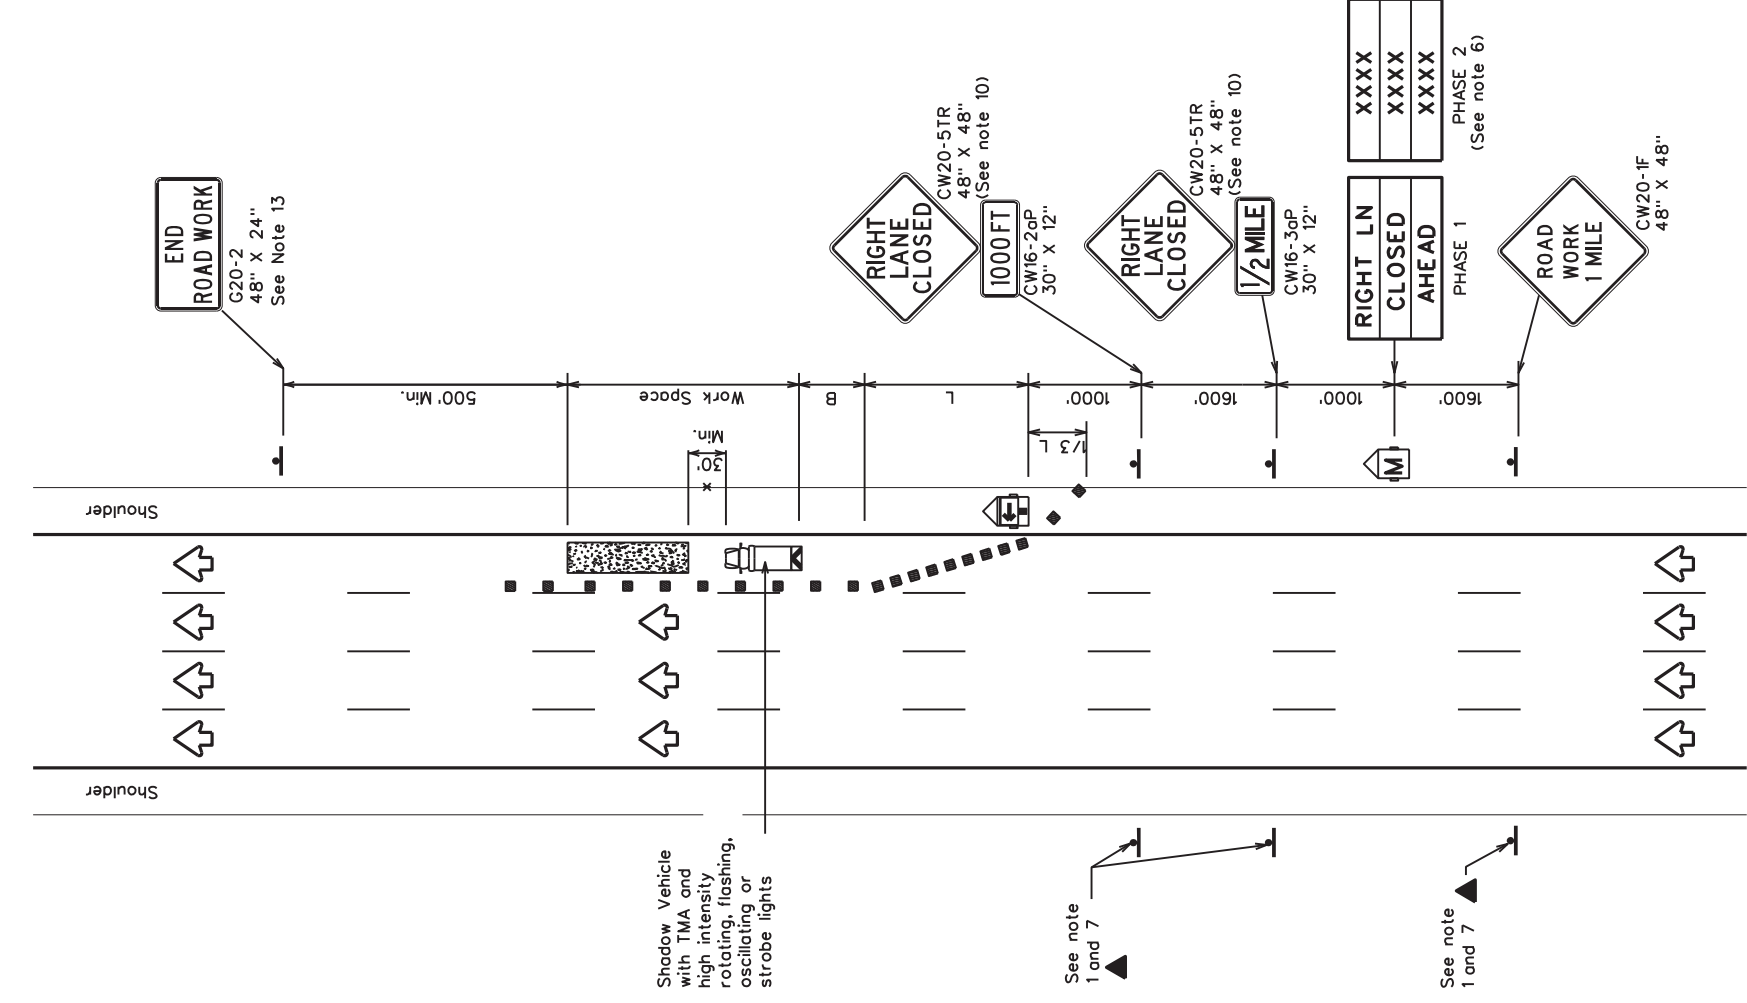 END
ROAD WORK
G20-2
48" X 24"
See Note 13
RIGHT
LANE
CLOSED
1000FT
CW20-5TR
48" X 48"
(See note 10)
CW16-2aP
30" X 12"
RIGHT
LANE
CLOSED
1/2 MILE
CW20-5TR
48" X 48"
(See note 10)
CW16-3aP
30" X 12"
XXXX
XXXX
XXXX
PHASE 2
(See note 6)
RIGHT LN
CLOSED
AHEAD
PHASE 1
ROAD
WORK
1 MILE
CW20-1F
48" X 48"
500' Min.
Work Space
B
L
1000'
1600'
1000'
1600'
30'
Min.
x
1/3 L
M
Shoulder
Shoulder
Shadow Vehicle
with TMA and
high intensity
rotating, flashing,
oscillating or
strobe lights
See note
1 and 7
See note
1 and 7